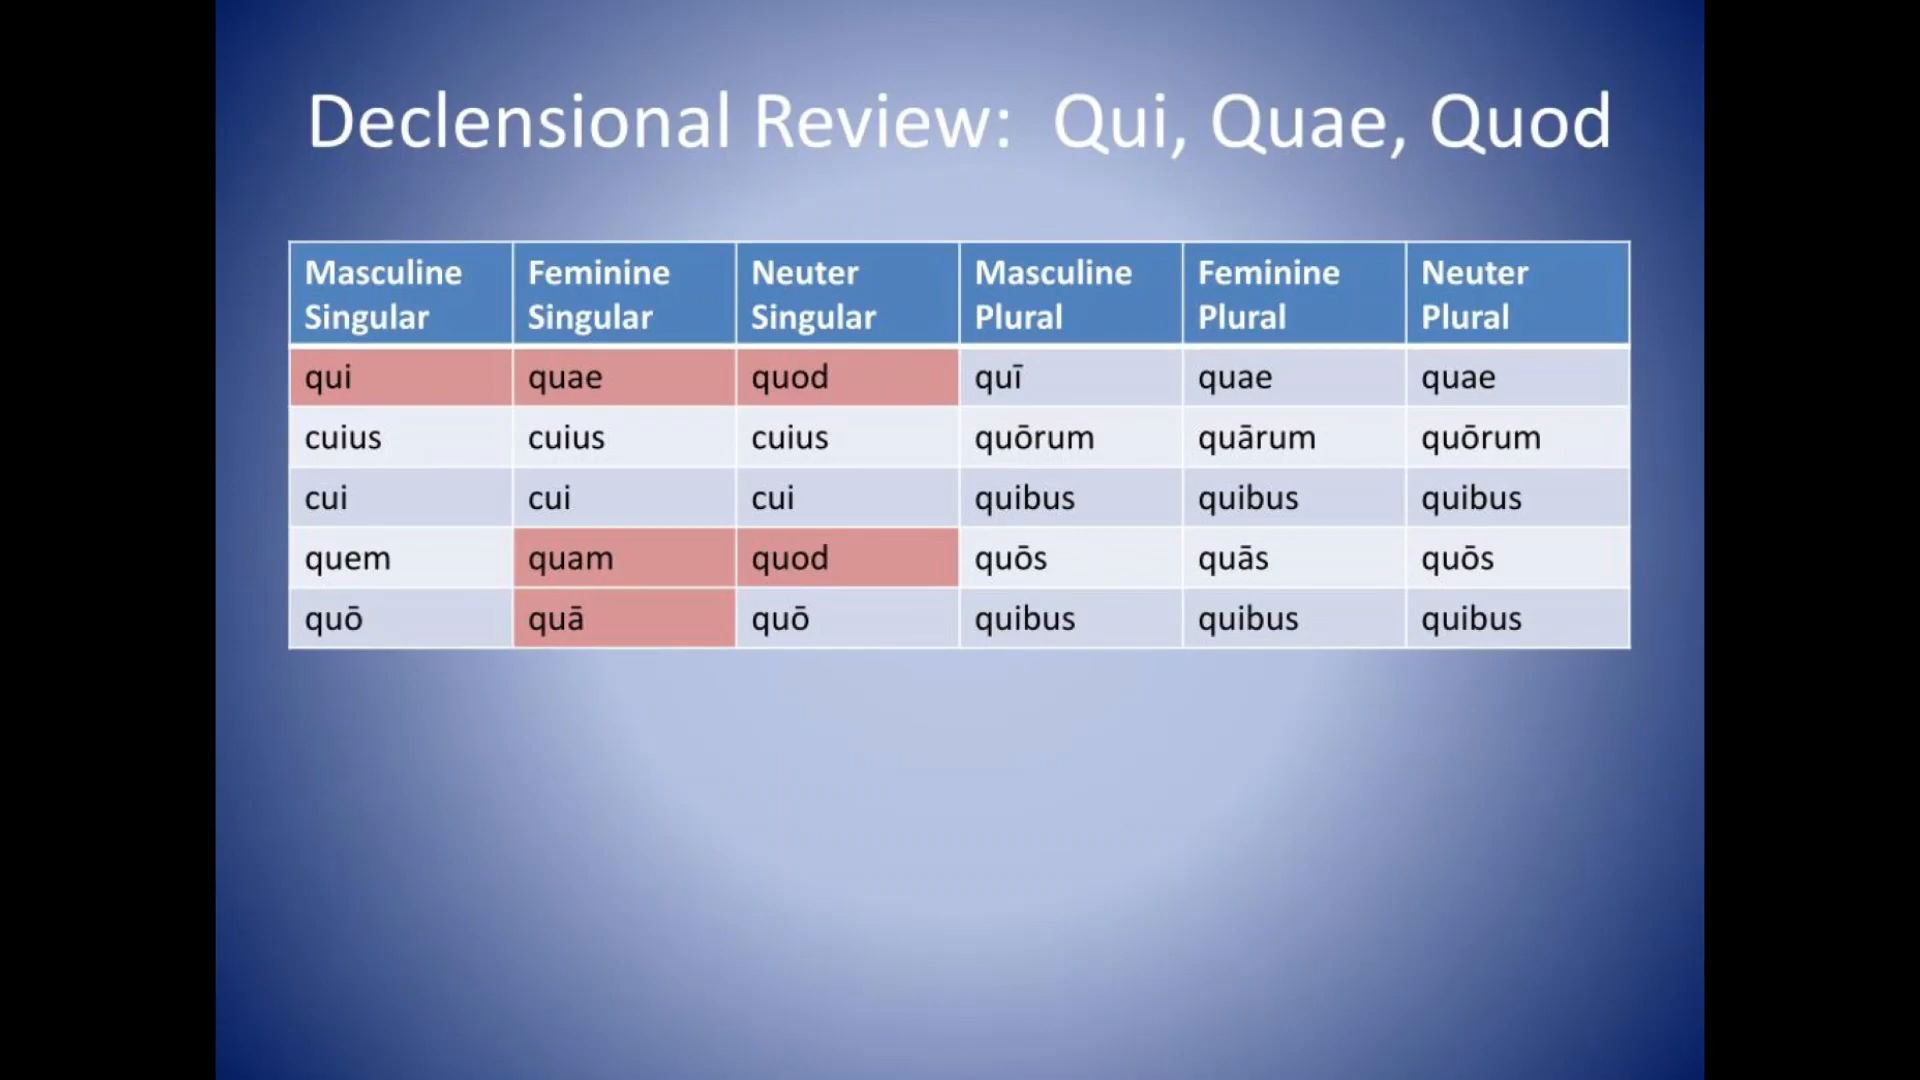 Declensional Review:  Qui, Quae, Quod
Masculine Singular Feminine Singular Neuter Singular Masculine Plural Feminine Plural Neuter Plural
qui quae quod quī quae quae
cuius cuius cuius quōrum quārum quōrum
cui cui cui quibus quibus quibus
quem quam quod quōs quās quōs
quō quā quō quibus quibus quibus